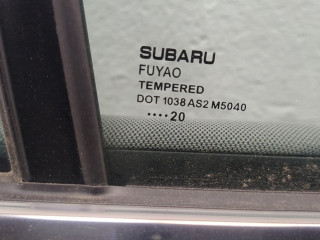 SUBARU
FUYAO
TEMPERED
DOT 1038 AS2 M5040
····20